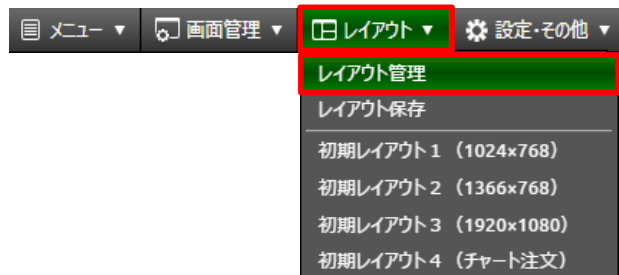 メニュー ▼ 画面管理 ▼ レイアウト ▼ 設定・その他 ▼
レイアウト管理
レイアウト保存
初期レイアウト１（1024×768）
初期レイアウト２（1366×768）
初期レイアウト３（1920×1080）
初期レイアウト４（チャート注文）